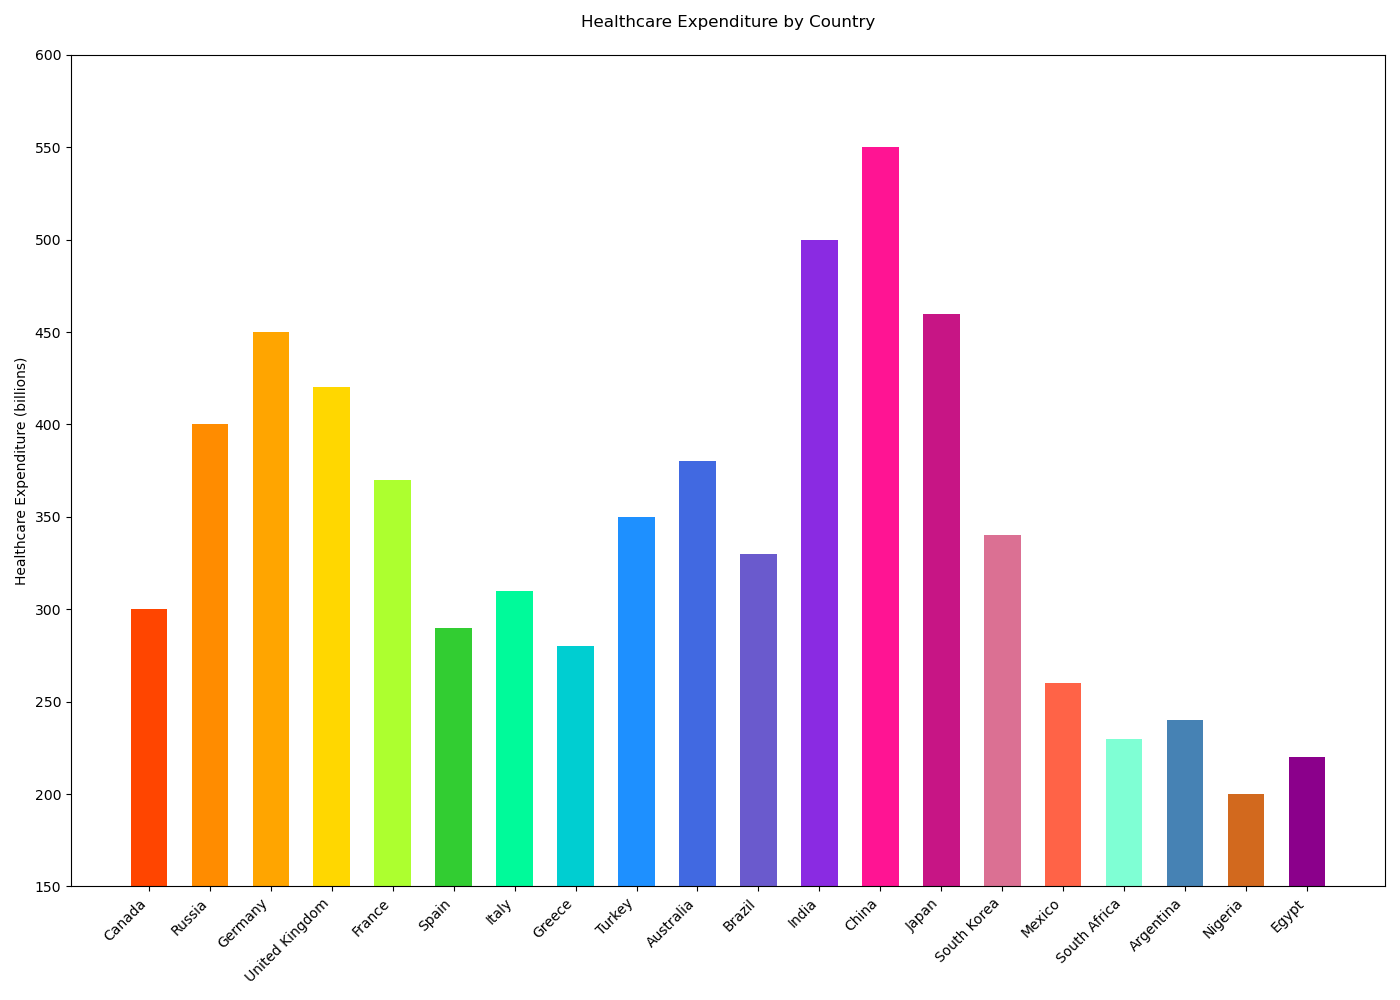 Healthcare Expenditure by Country
Healthcare Expenditure (billions)
600
550
500
450
400
350
300
250
200
150
Canada
Russia
Germany
United Kingdom
France
Spain
Italy
Greece
Turkey
Australia
Brazil
India
China
Japan
South Korea
Mexico
South Africa
Argentina
Nigeria
Egypt